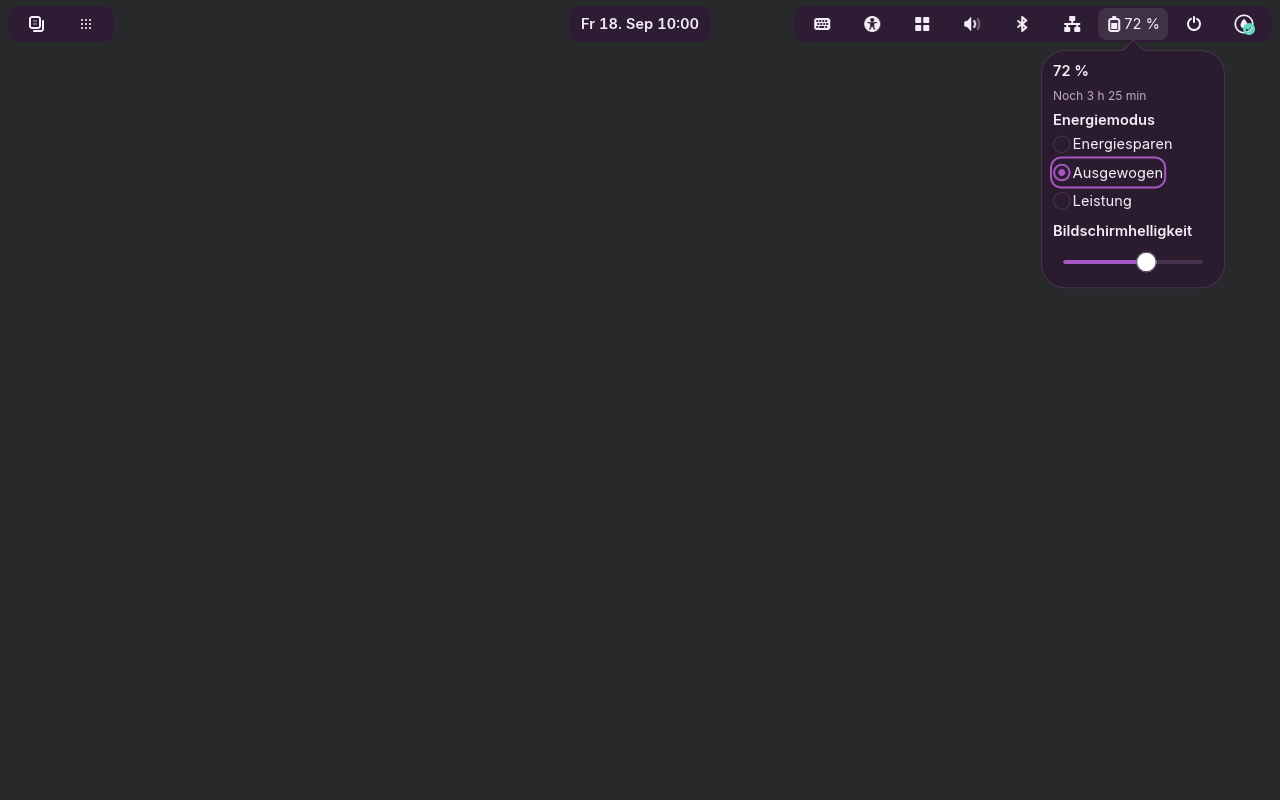 Fr 18. Sep 10:00
72 %
72 %
Noch 3 h 25 min
Energiemodus
Energiesparen
Ausgewogen
Leistung
Bildschirmhelligkeit